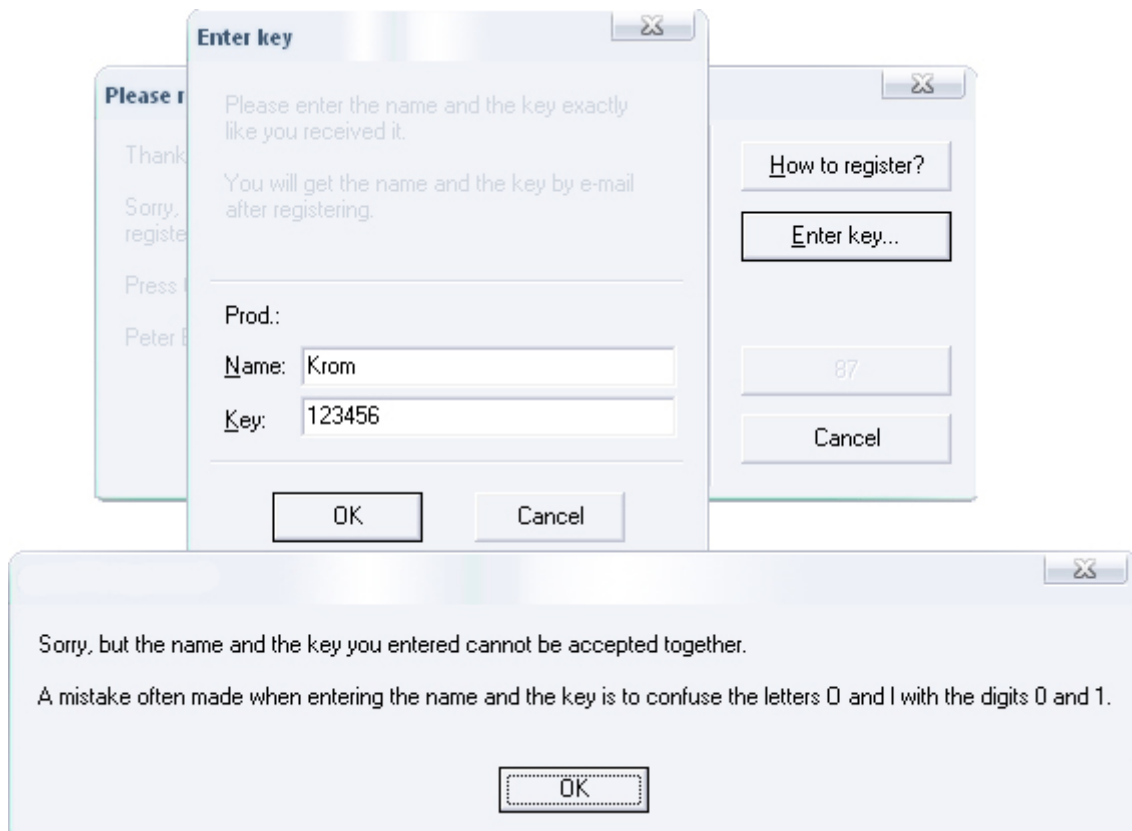 Enter key
Please enter the name and the key exactly
like you received it.
You will get the name and the key by e-mail
after registering.
Prod.:
Name: Krom
Key: 123456
OK Cancel
Please r
Thank
Sorry,
registe
Press
Peter
How to register?
Enter key...
87
Cancel
Sorry, but the name and the key you entered cannot be accepted together.
A mistake often made when entering the name and the key is to confuse the letters O and I with the digits 0 and 1.
OK